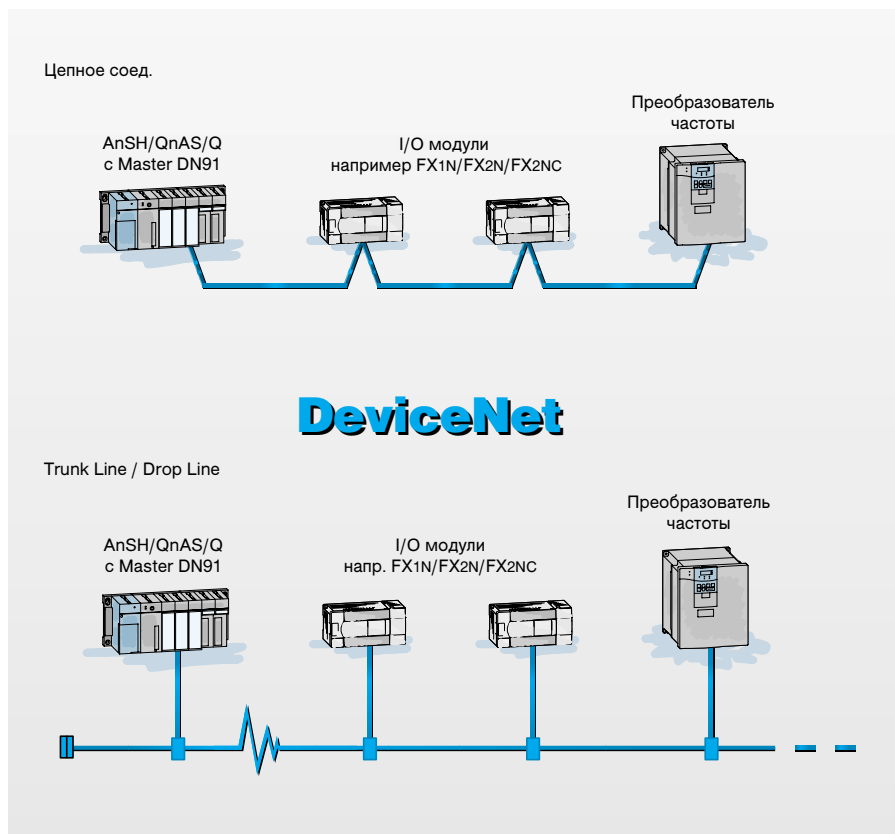 Цепное соед.
Преобразователь
частоты
AnSH/QnAS/Q
с Master DN91
I/O модули
например FX1N/FX2N/FX2NC
DeviceNet
Trunk Line / Drop Line
Преобразователь
частоты
AnSH/QnAS/Q
с Master DN91
I/O модули
напр. FX1N/FX2N/FX2NC